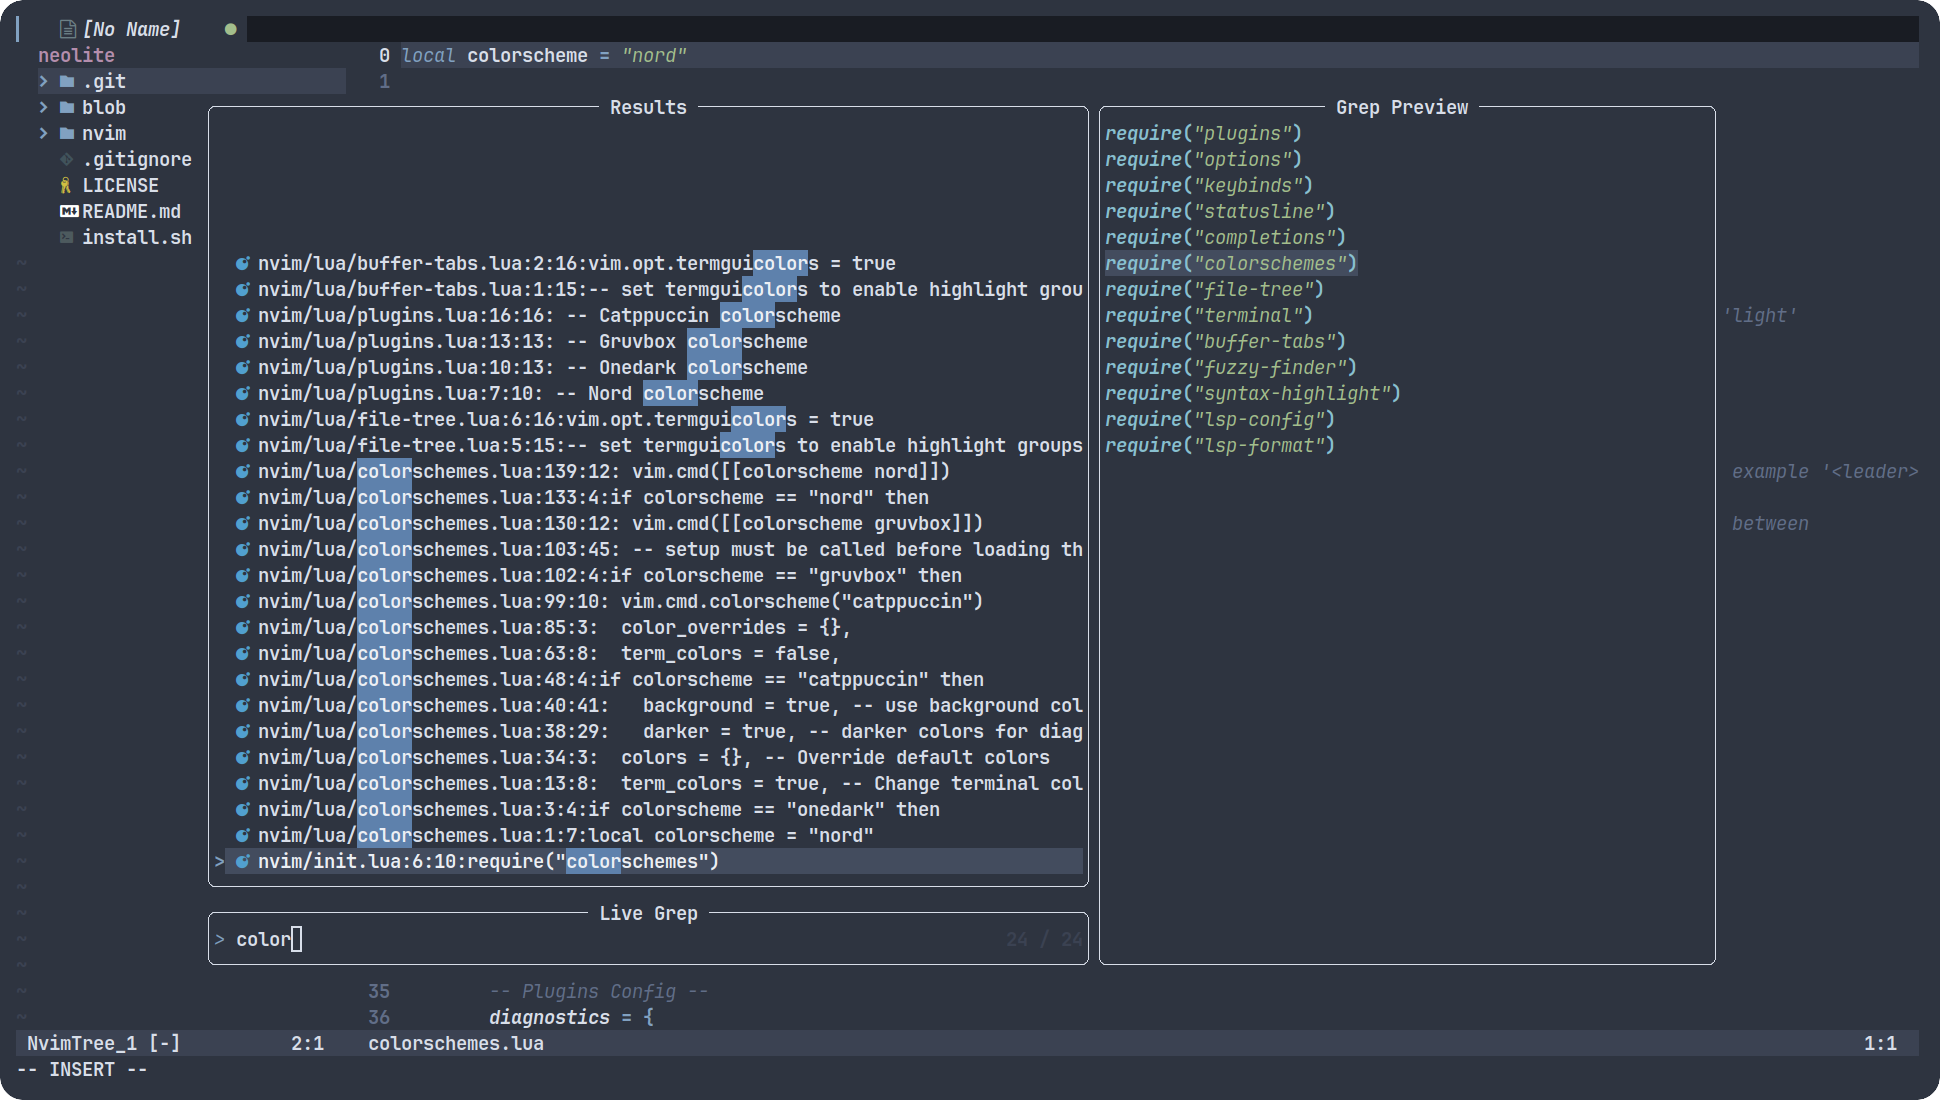 [No Name]
neolite
.git
blob
nvim
.gitignore
LICENSE
README.md
install.sh
0 local colorscheme = "nord"
1
Results
nvim/lua/buffer-tabs.lua:2:16:vim.opt.termguicolors = true
nvim/lua/buffer-tabs.lua:1:15:-- set termguicolors to enable highlight grou
nvim/lua/plugins.lua:16:16: -- Catppuccin colorscheme
nvim/lua/plugins.lua:13:13: -- Gruvbox colorscheme
nvim/lua/plugins.lua:10:13: -- Onedark colorscheme
nvim/lua/plugins.lua:7:10: -- Nord colorscheme
nvim/lua/file-tree.lua:6:16:vim.opt.termguicolors = true
nvim/lua/file-tree.lua:5:15:-- set termguicolors to enable highlight groups
nvim/lua/colorschemes.lua:139:12: vim.cmd([[colorscheme nord]])
nvim/lua/colorschemes.lua:133:4:if colorscheme == "nord" then
nvim/lua/colorschemes.lua:130:12: vim.cmd([[colorscheme gruvbox]])
nvim/lua/colorschemes.lua:103:45: -- setup must be called before loading th
nvim/lua/colorschemes.lua:102:4:if colorscheme == "gruvbox" then
nvim/lua/colorschemes.lua:99:10: vim.cmd.colorscheme("catppuccin")
nvim/lua/colorschemes.lua:85:3:  color_overrides = {},
nvim/lua/colorschemes.lua:63:8:  term_colors = false,
nvim/lua/colorschemes.lua:48:4:if colorscheme == "catppuccin" then
nvim/lua/colorschemes.lua:40:41:   background = true, -- use background col
nvim/lua/colorschemes.lua:38:29:   darker = true, -- darker colors for diag
nvim/lua/colorschemes.lua:34:3:  colors = {}, -- Override default colors
nvim/lua/colorschemes.lua:13:8:  term_colors = true, -- Change terminal col
nvim/lua/colorschemes.lua:3:4:if colorscheme == "onedark" then
nvim/lua/colorschemes.lua:1:7:local colorscheme = "nord"
> nvim/init.lua:6:10:require("colorschemes")
Live Grep
> color 24 / 24
Grep Preview
require("plugins")
require("options")
require("keybinds")
require("statusline")
require("completions")
require("colorschemes")
require("file-tree")
require("terminal")
require("buffer-tabs")
require("fuzzy-finder")
require("syntax-highlight")
require("lsp-config")
require("lsp-format")
'light'
example '<leader>
between
35 -- Plugins Config --
36 diagnostics = {
NvimTree_1 [-] 2:1 colorschemes.lua 1:1
-- INSERT --